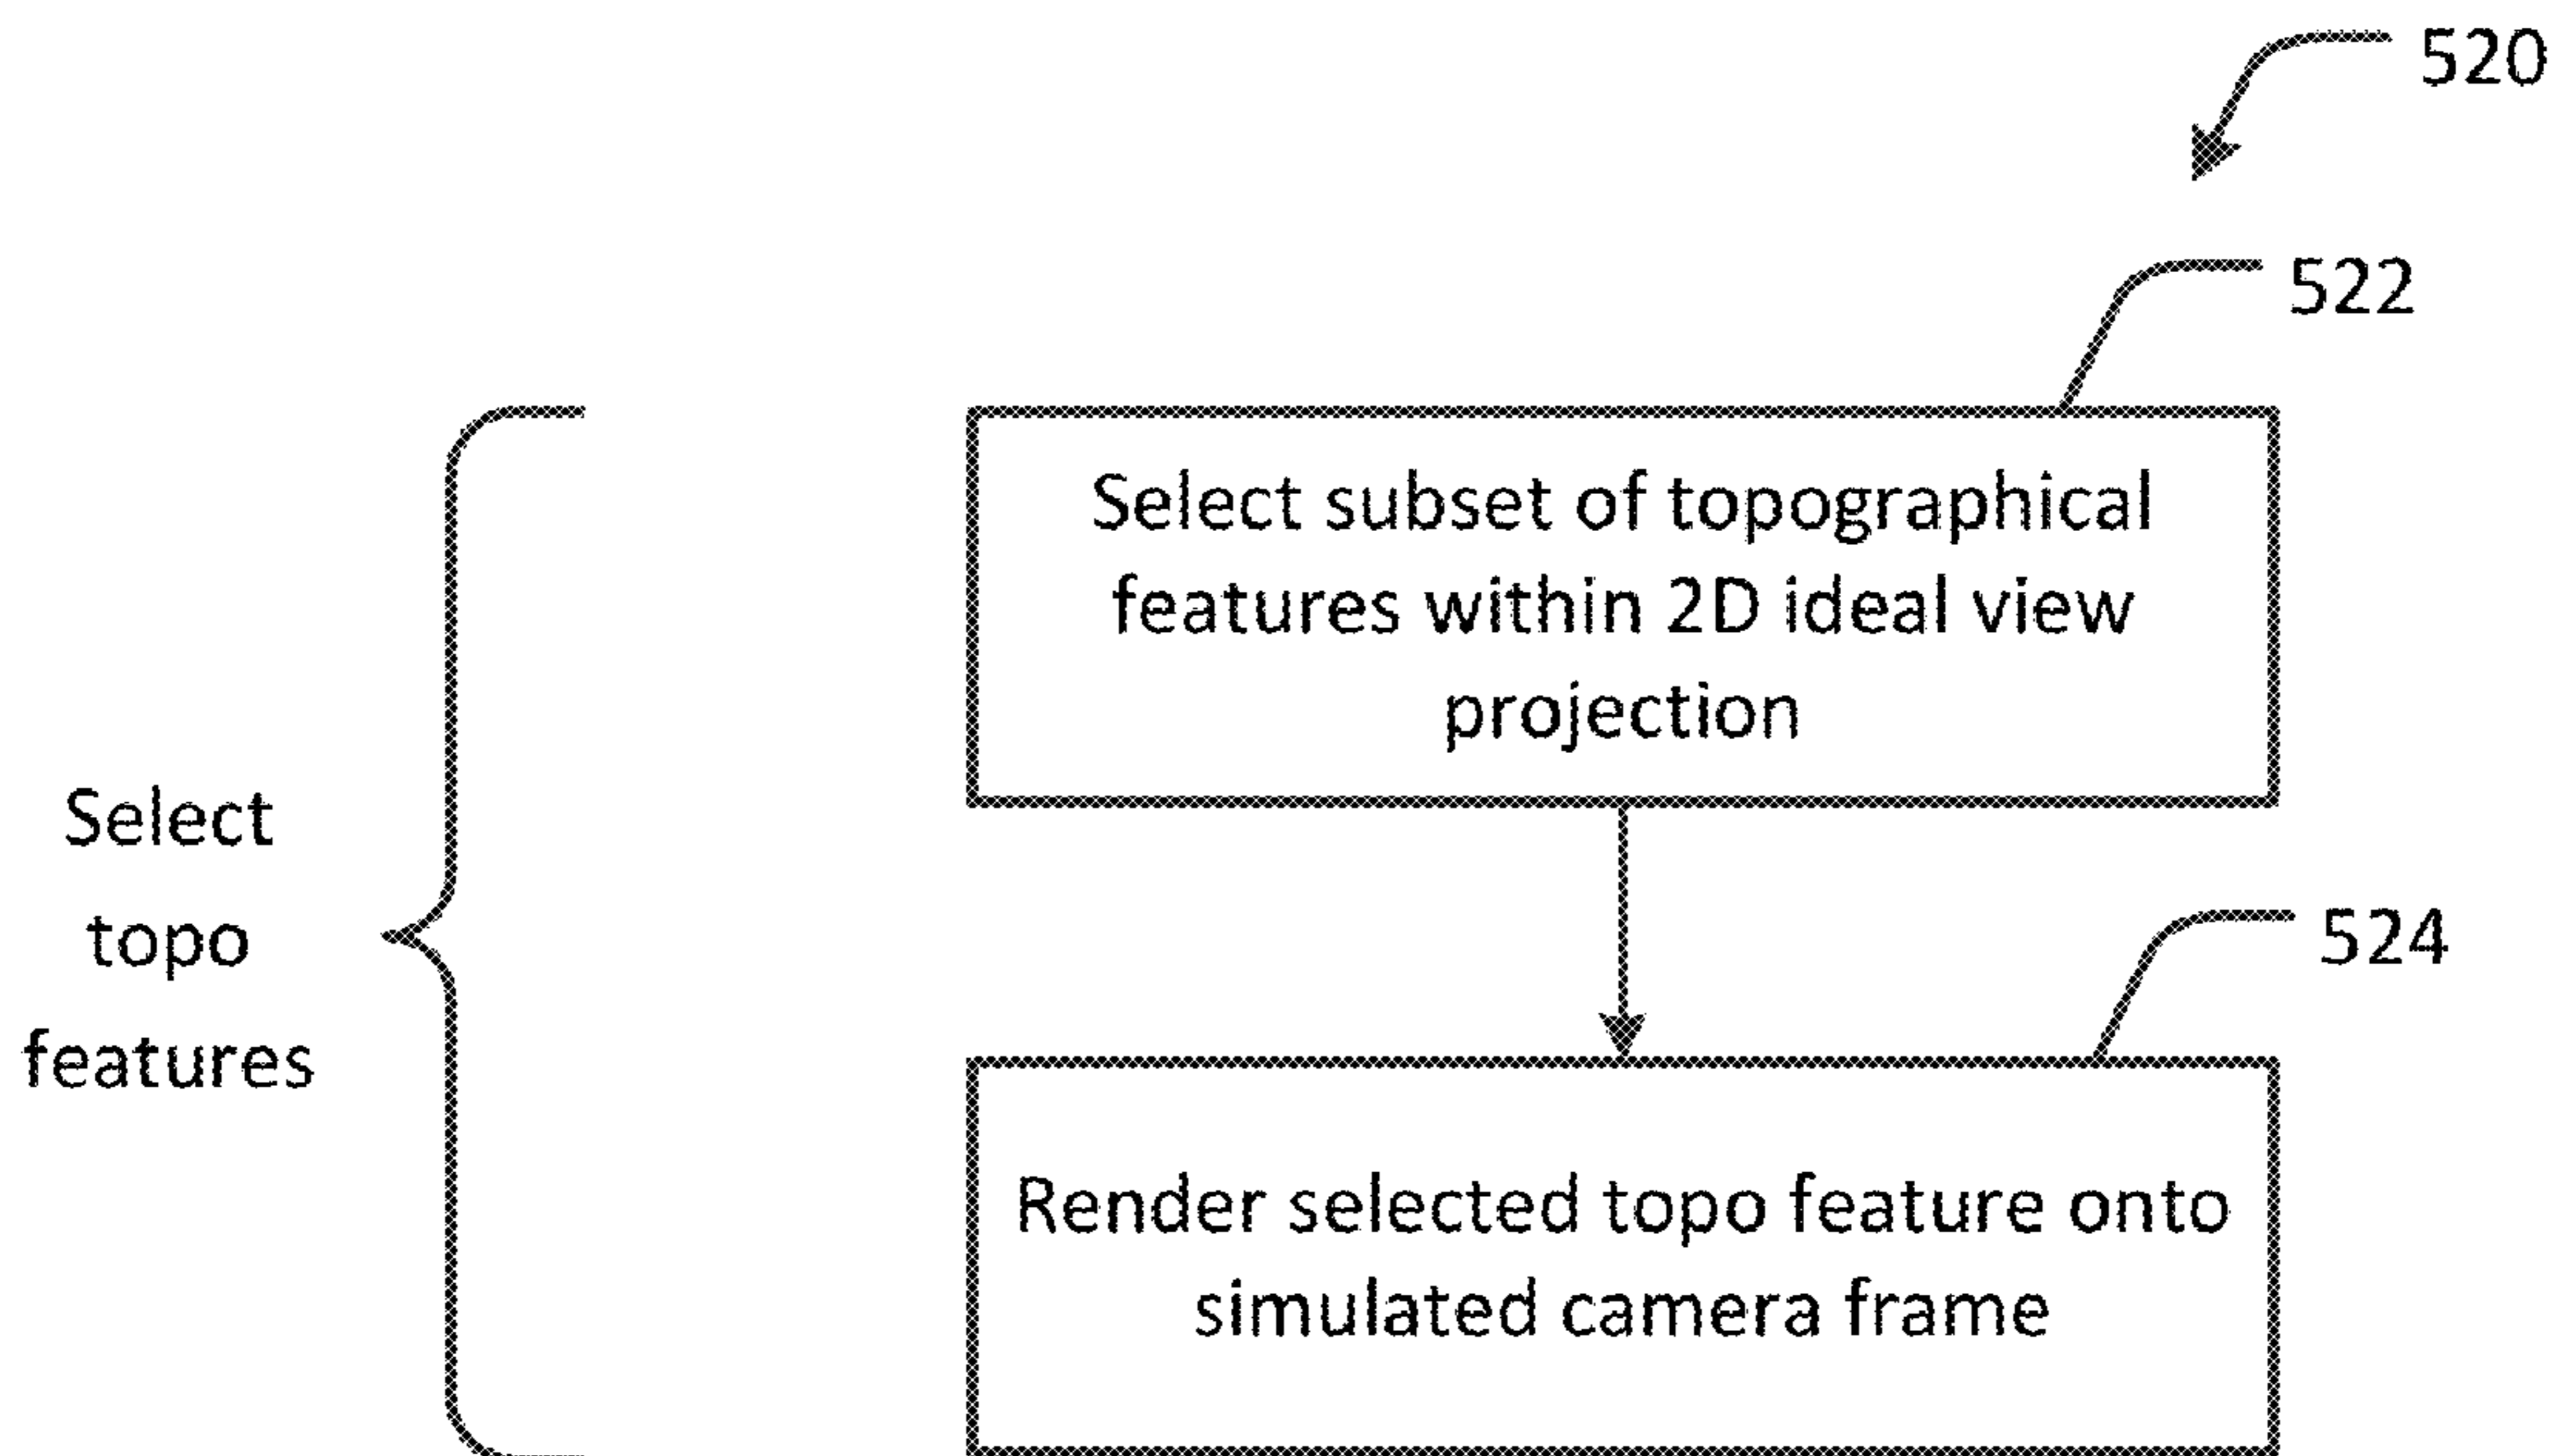 520
522
Select subset of topographical
features within 2D ideal view
projection
Select
topo
features
524
Render selected topo feature onto
simulated camera frame